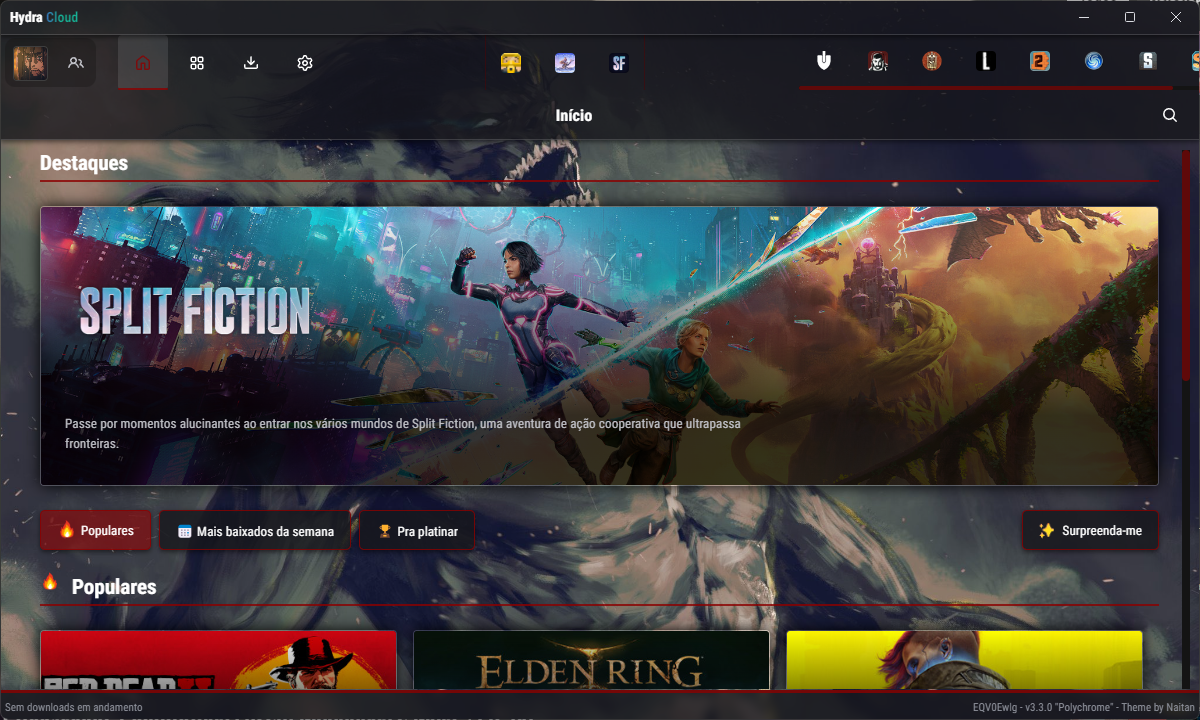 Hydra Cloud
SF
L
2
S
Início
Destaques
SPLIT FICTION
Passe por momentos alucinantes ao entrar nos vários mundos de Split Fiction, uma aventura de ação cooperativa que ultrapassa
fronteiras.
Populares
Mais baixados da semana
Pra platinar
Surpreenda-me
Populares
RED DEAD II
ELDEN RING
Sem downloads em andamento
EQV0Ewlg - v3.3.0 "Polychrome" - Theme by Naitan